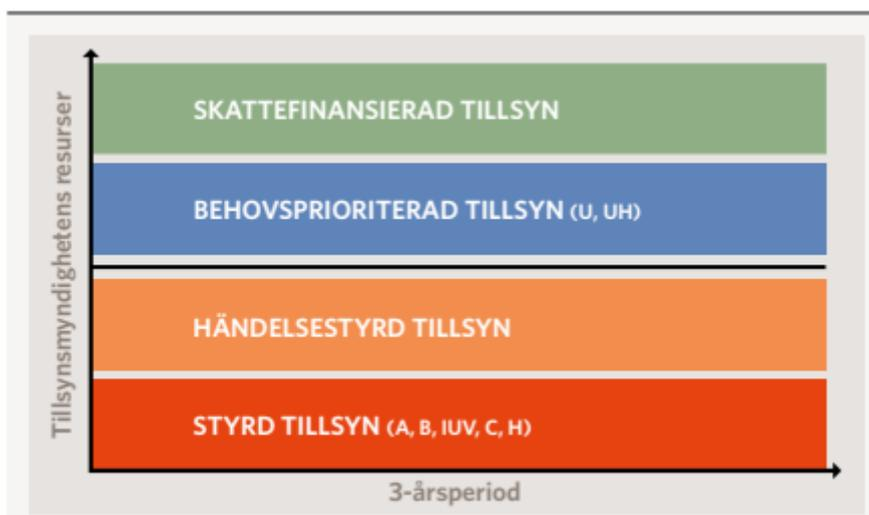 Tillsynsmyndighetens resurser
SKATTEFINANSIERAD TILLSYN
BEHOVSPRIORITERAD TILLSYN (U, UH)
HÄNDELSESTYRD TILLSYN
STYRD TILLSYN (A, B, IUV, C, H)
3-årsperiod